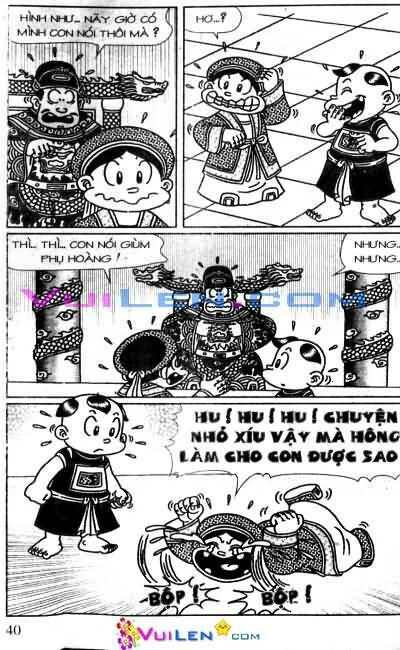 HÌNH NHƯ... NÃY GIỜ CÓ
MÌNH CON NỐI THÔI MÀ ?
HƠ...?
THÌ... THÌ... CON NỐI GIÙM
PHỤ HOÀNG !
NHƯNG..
NHƯNG..
VUILEN.COM
HU ! HU ! HU ! CHUYỆN
NHỎ XÍU VẬY MÀ HÔNG
LÀM CHO CON ĐƯỢC SAO
BỘP !
BỘP !
40
VUILEN.COM